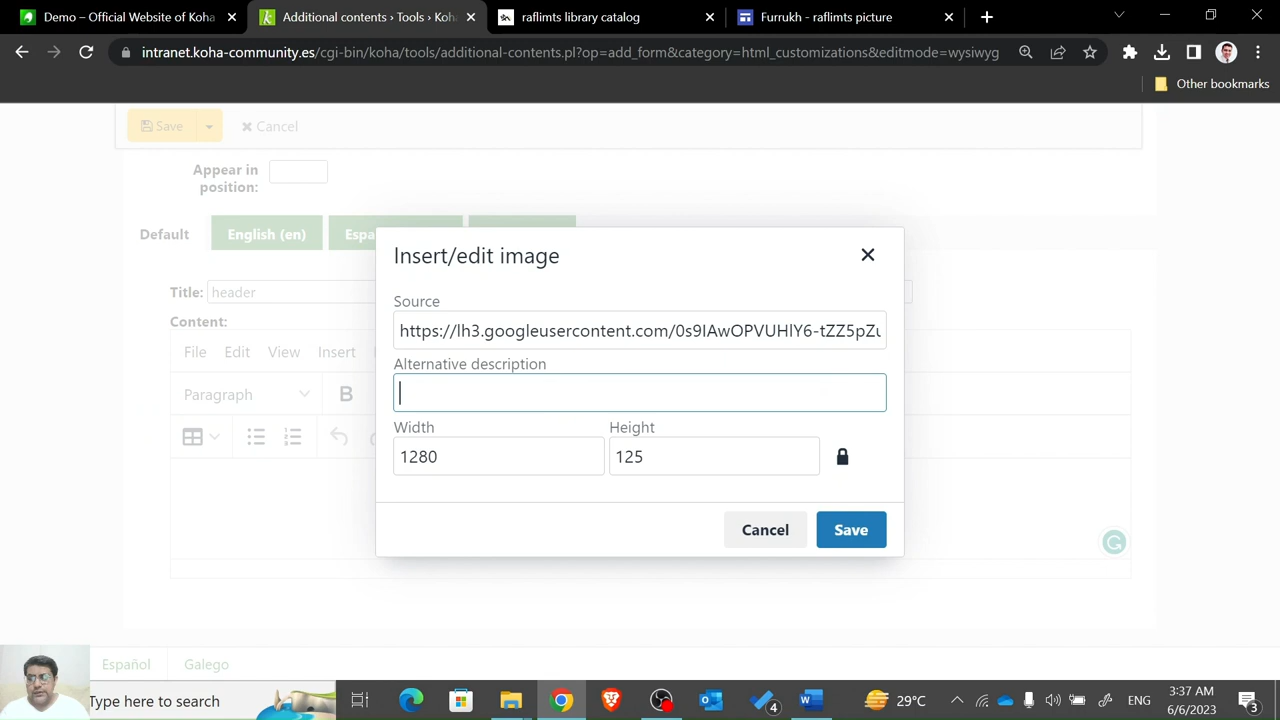 Demo – Official Website of Koha
Additional contents › Tools › Koha
raflimts library catalog
Furrukh - raflimts picture
intranet.koha-community.es/cgi-bin/koha/tools/additional-contents.pl?op=add_form&category=html_customizations&editmode=wysiwyg
Other bookmarks
Save
Cancel
Appear in
position:
Default
English (en)
Espa
Insert/edit image
Title:
header
Source
Content:
https://lh3.googleusercontent.com/0s9IAwOPVUHlY6-tZZ5pZu
File Edit View Insert
Alternative description
Paragraph
B
Width
Height
1280
125
Cancel
Save
Español
Galego
Type here to search
4
29°C
ENG
3:37 AM
6/6/2023
3